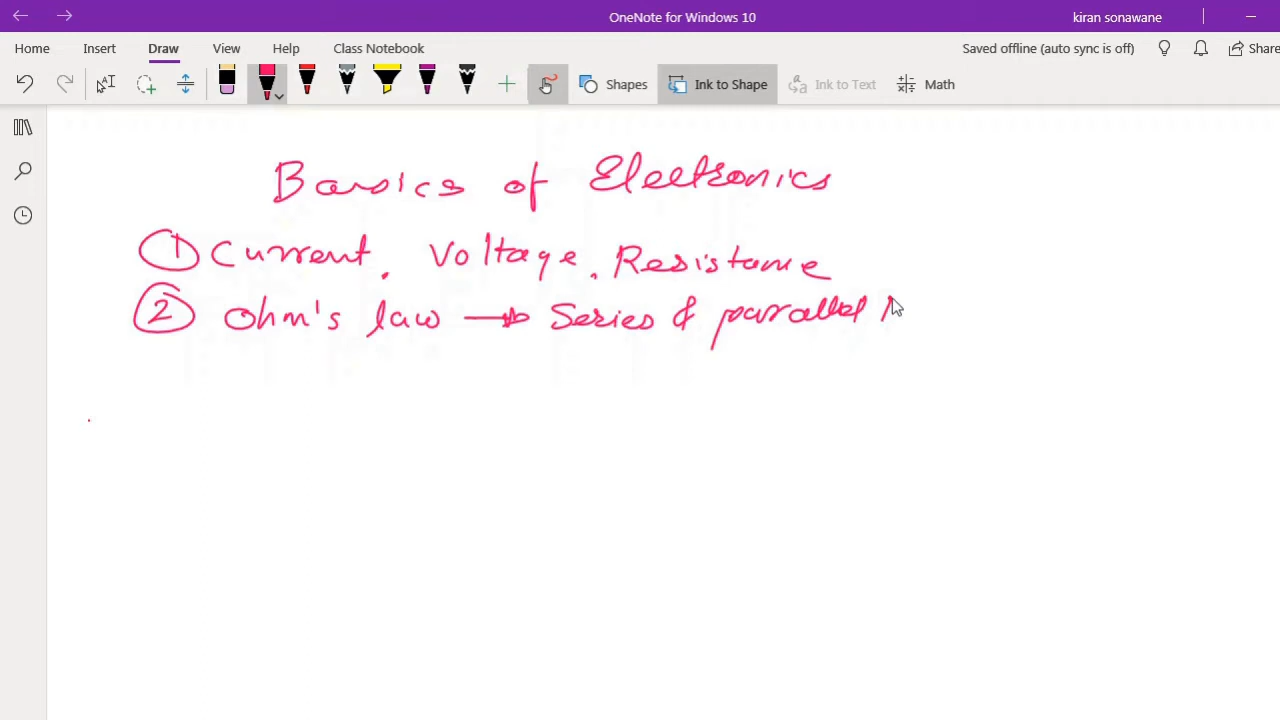 OneNote for Windows 10
kiran sonawane
Home Insert Draw View Help Class Notebook
Saved offline (auto sync is off) Share
Shapes Ink to Shape Ink to Text Math
Basics of Electronics
① Current, Voltage, Resistance
② Ohm's law → Series & parallel